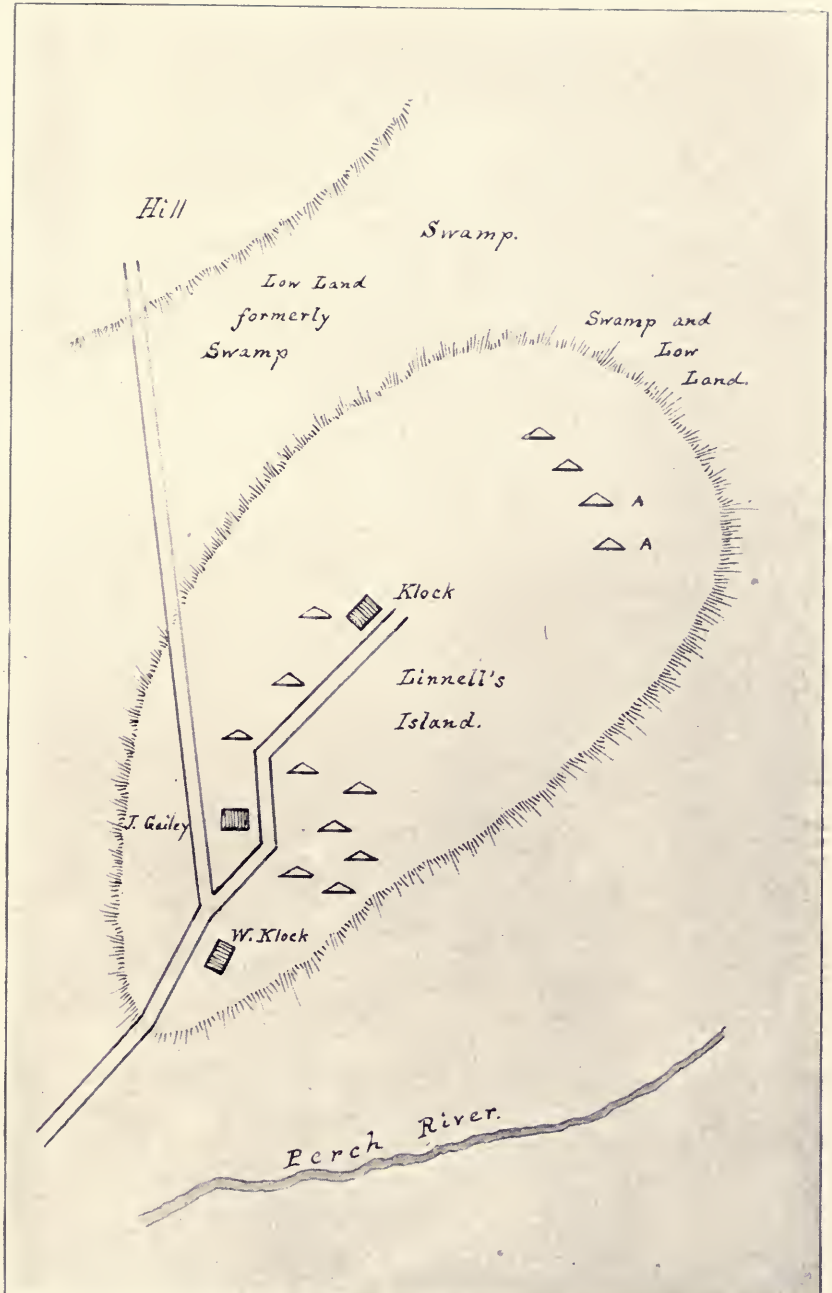 Hill
Swamp.
Low Land
formerly
Swamp
Swamp and
Low
Land.
A
A
Klock
Linnell's
Island.
J. Gailey
W. Klock
Perch River.